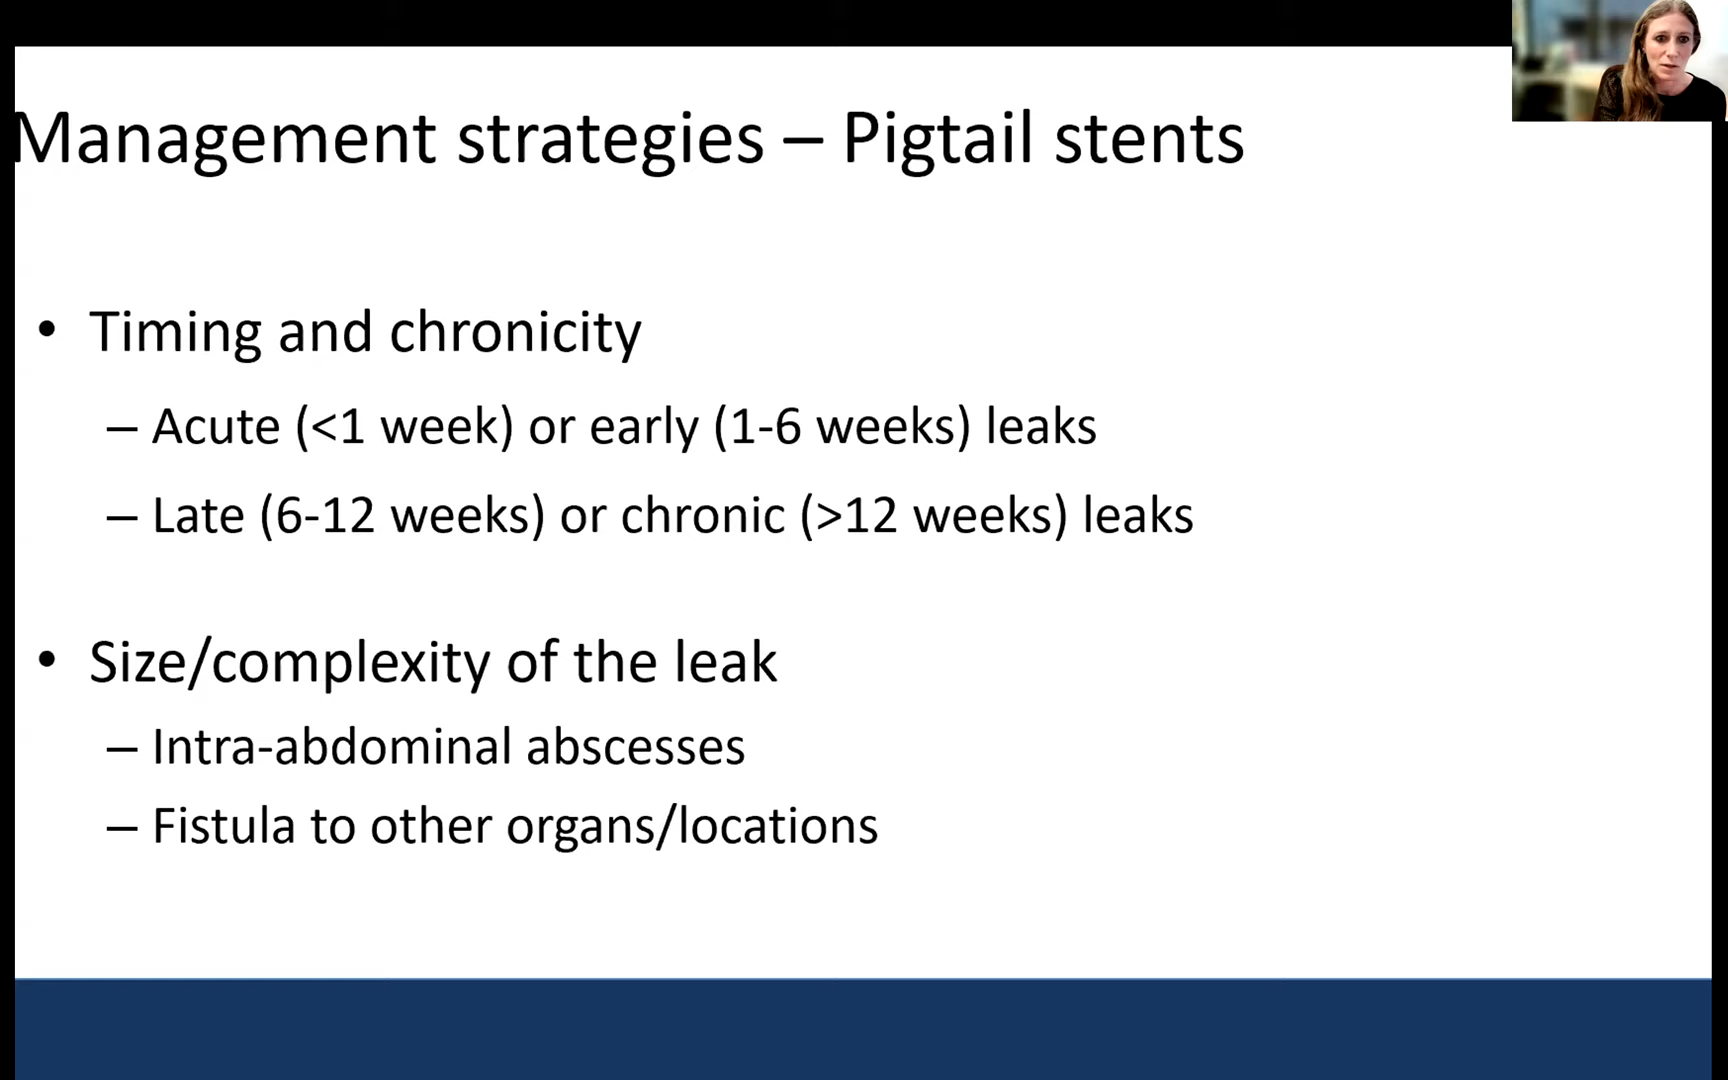 Management strategies – Pigtail stents
• Timing and chronicity
– Acute (<1 week) or early (1-6 weeks) leaks
– Late (6-12 weeks) or chronic (>12 weeks) leaks
• Size/complexity of the leak
– Intra-abdominal abscesses
– Fistula to other organs/locations